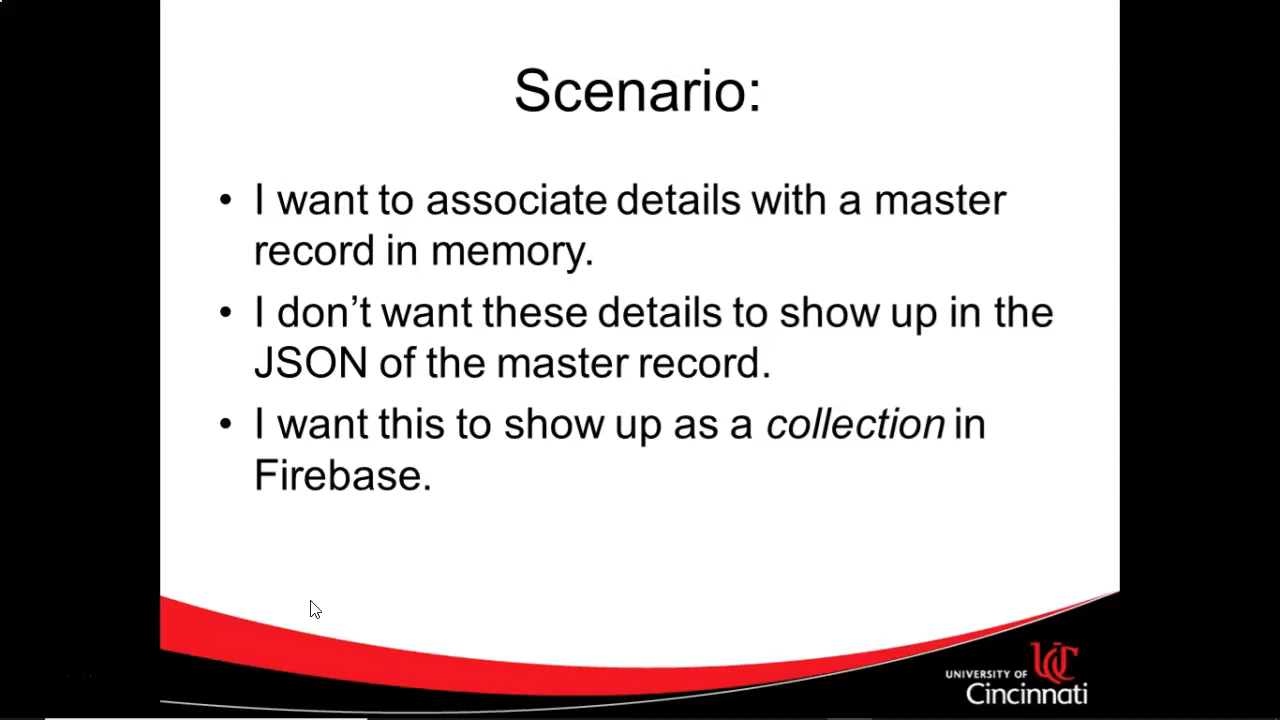 Scenario:
• I want to associate details with a master
record in memory.
• I don’t want these details to show up in the
JSON of the master record.
• I want this to show up as a collection in
Firebase.
UNIVERSITY OF
Cincinnati